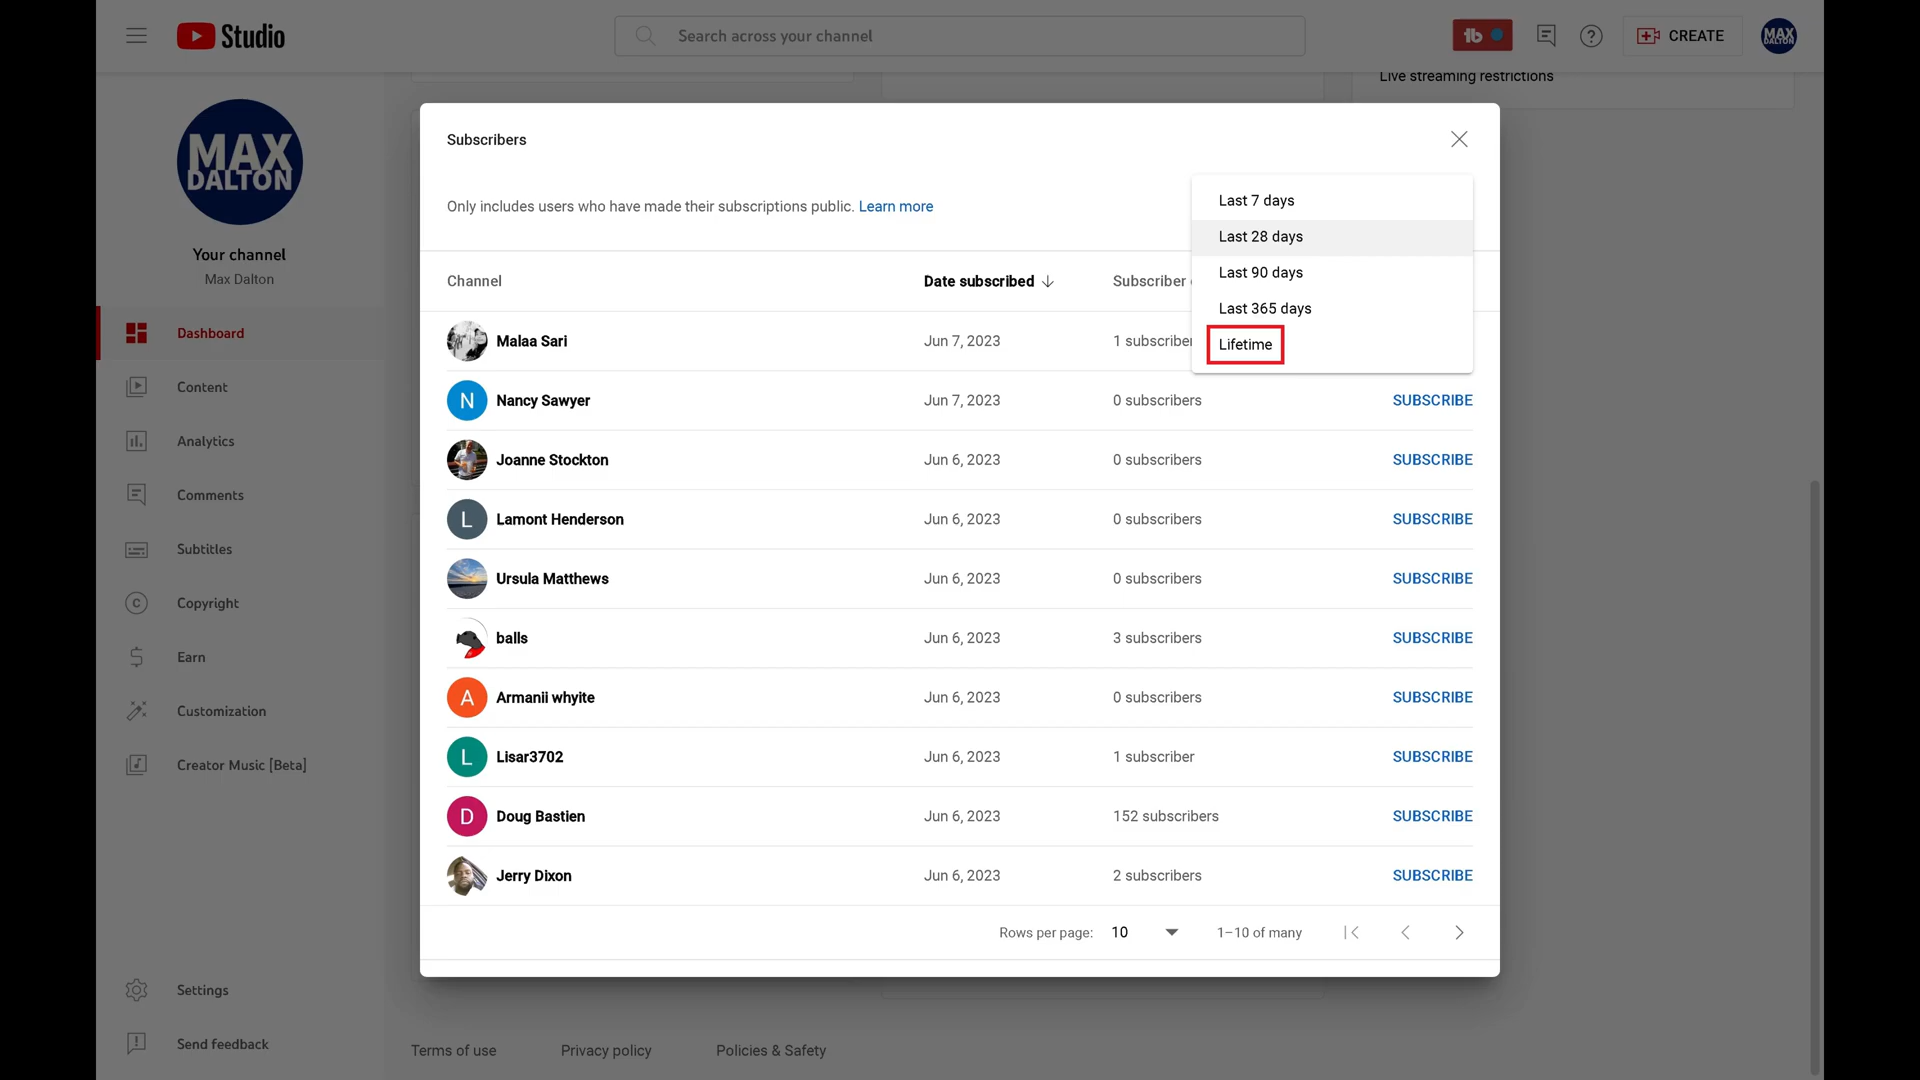 Studio
Search across your channel
CREATE
MAX
DALTON
Live streaming restrictions
MAX
DALTON
Your channel
Max Dalton
Dashboard
Content
Analytics
Comments
Subtitles
Copyright
Earn
Customization
Creator Music [Beta]
Settings
Send feedback
Subscribers
Only includes users who have made their subscriptions public. Learn more
Last 7 days
Last 28 days
Last 90 days
Last 365 days
Lifetime
Channel Date subscribed Subscriber
Malaa Sari Jun 7, 2023 1 subscriber
N Nancy Sawyer Jun 7, 2023 0 subscribers SUBSCRIBE
Joanne Stockton Jun 6, 2023 0 subscribers SUBSCRIBE
L Lamont Henderson Jun 6, 2023 0 subscribers SUBSCRIBE
Ursula Matthews Jun 6, 2023 0 subscribers SUBSCRIBE
balls Jun 6, 2023 3 subscribers SUBSCRIBE
A Armanii whyite Jun 6, 2023 0 subscribers SUBSCRIBE
L Lisar3702 Jun 6, 2023 1 subscriber SUBSCRIBE
D Doug Bastien Jun 6, 2023 152 subscribers SUBSCRIBE
Jerry Dixon Jun 6, 2023 2 subscribers SUBSCRIBE
Rows per page: 10 1–10 of many
Terms of use Privacy policy Policies & Safety